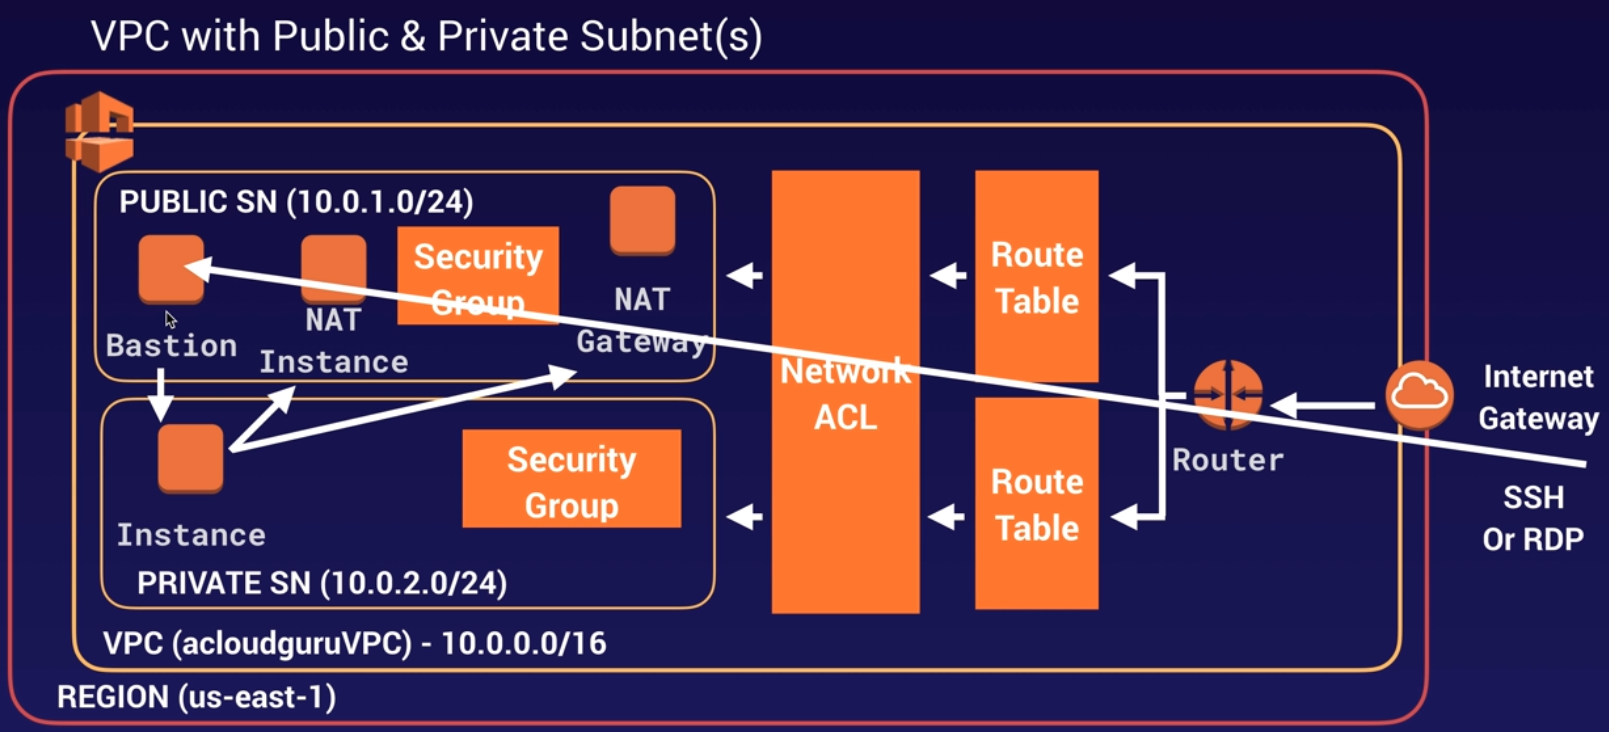 VPC with Public & Private Subnet(s)
PUBLIC SN (10.0.1.0/24)
Security
Group
NAT
Gateway
NAT
Instance
Bastion
Instance
Security
Group
PRIVATE SN (10.0.2.0/24)
VPC (acloudguruVPC) - 10.0.0.0/16
REGION (us-east-1)
Network
ACL
Route
Table
Route
Table
Router
Internet
Gateway
SSH
Or RDP